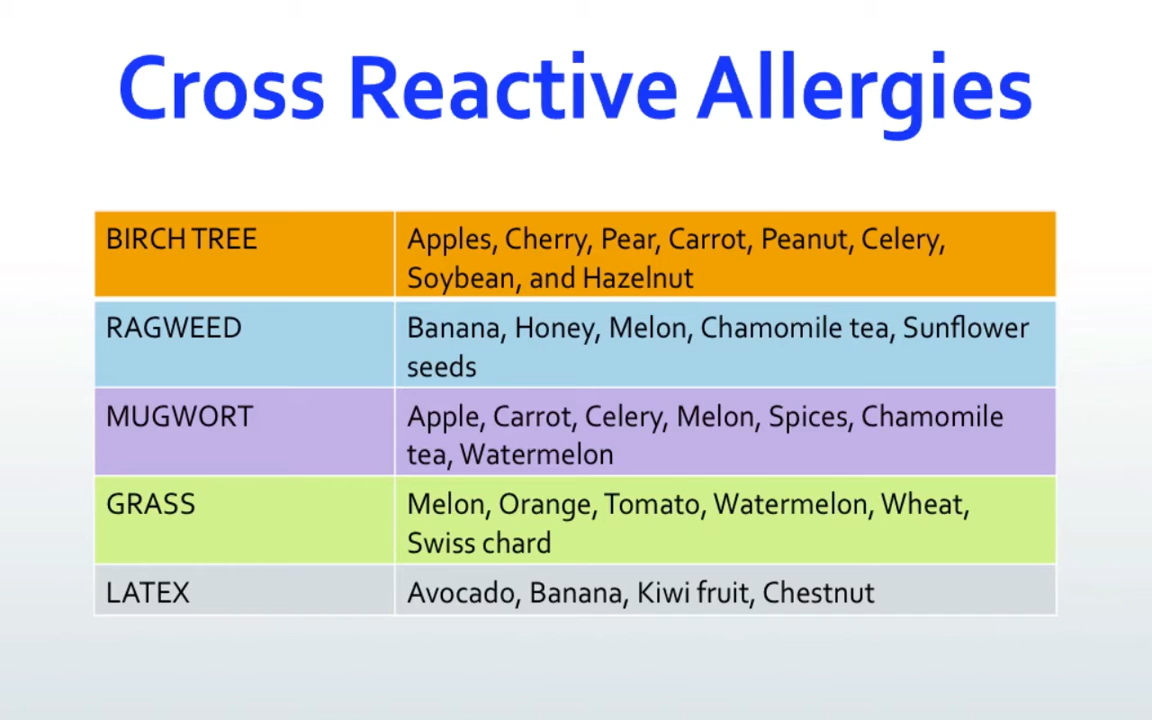 Cross Reactive Allergies
BIRCH TREE
Apples, Cherry, Pear, Carrot, Peanut, Celery,
Soybean, and Hazelnut
RAGWEED
Banana, Honey, Melon, Chamomile tea, Sunflower
seeds
MUGWORT
Apple, Carrot, Celery, Melon, Spices, Chamomile
tea, Watermelon
GRASS
Melon, Orange, Tomato, Watermelon, Wheat,
Swiss chard
LATEX
Avocado, Banana, Kiwi fruit, Chestnut